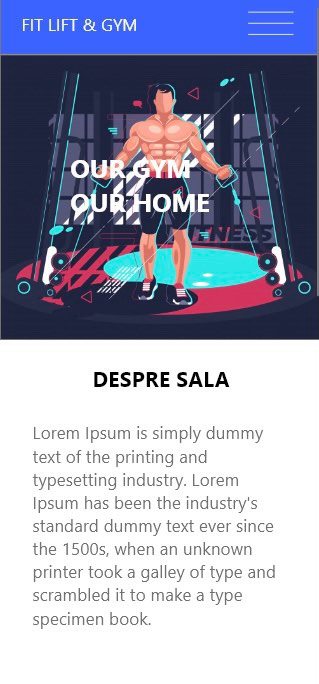 FIT LIFT & GYM
OUR GYM
OUR HOME
FITNESS
DESPRE SALA
Lorem Ipsum is simply dummy
text of the printing and
typesetting industry. Lorem
Ipsum has been the industry's
standard dummy text ever since
the 1500s, when an unknown
printer took a galley of type and
scrambled it to make a type
specimen book.